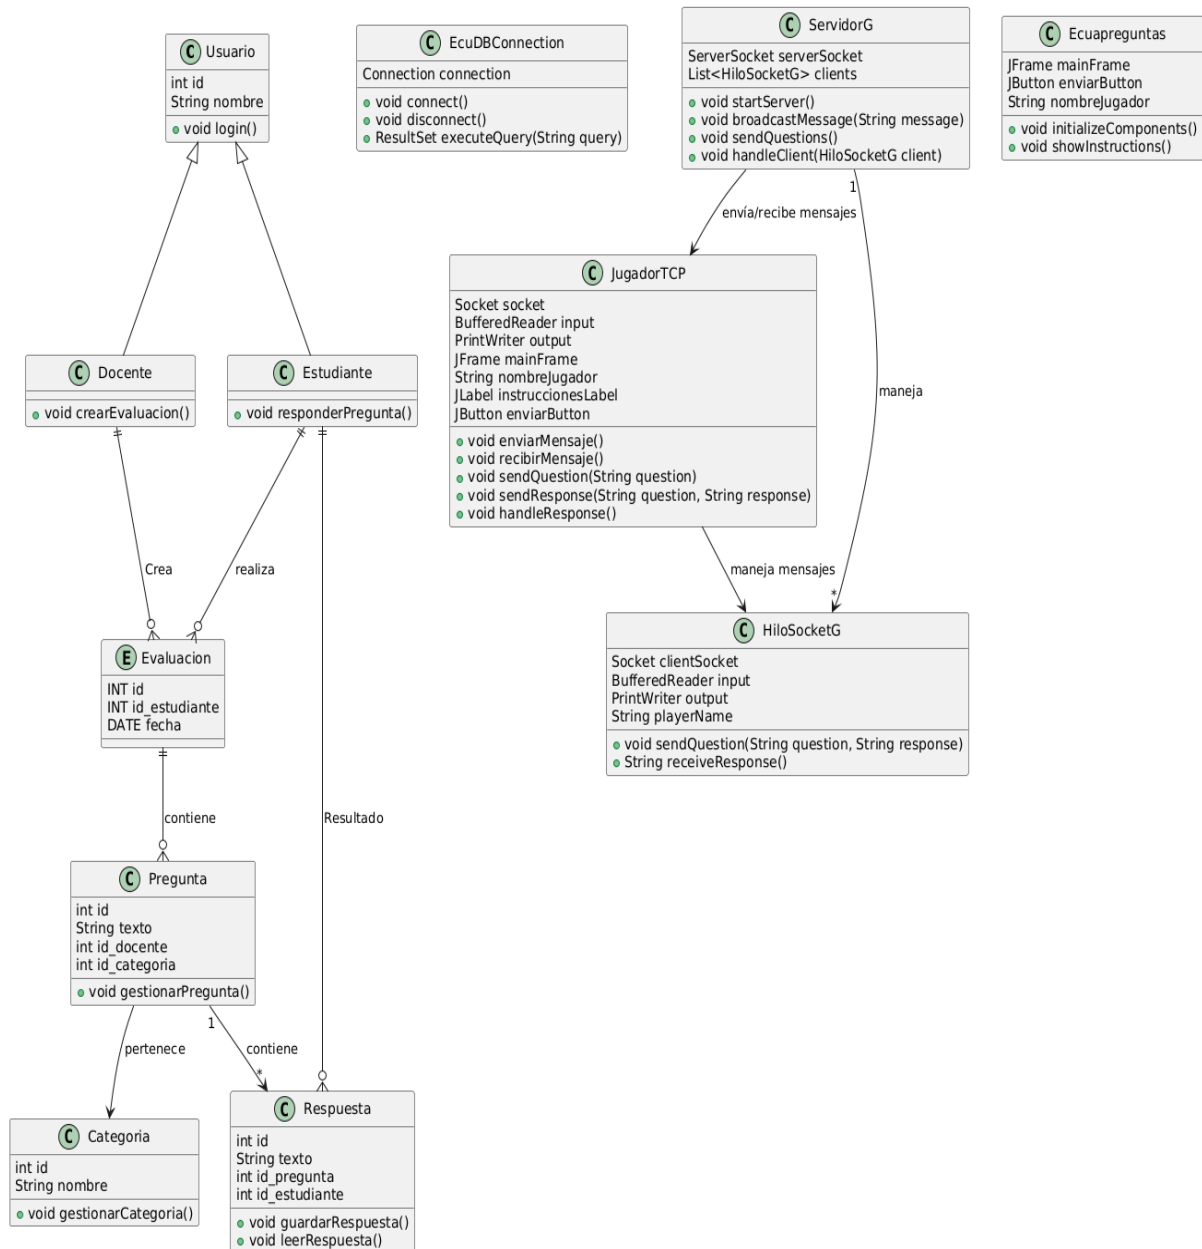 C Usuario
int id
String nombre
void login()
C EcuDBConnection
Connection connection
void connect()
void disconnect()
ResultSet executeQuery(String query)
C ServidorG
ServerSocket serverSocket
List<HiloSocketG> clients
void startServer()
void broadcastMessage(String message)
void sendQuestions()
void handleClient(HiloSocketG client)
C Ecuapreguntas
JFrame mainFrame
JButton enviarButton
String nombreJugador
void initializeComponents()
void showInstructions()
1
envía/recibe mensajes
C JugadorTCP
Socket socket
BufferedReader input
PrintWriter output
JFrame mainFrame
String nombreJugador
JLabel instruccionesLabel
JButton enviarButton
void enviarMensaje()
void recibirMensaje()
void sendQuestion(String question)
void sendResponse(String question, String response)
void handleResponse()
maneja
C Docente
void crearEvaluacion()
C Estudiante
void responderPregunta()
Crea
realiza
maneja mensajes
*
C HiloSocketG
Socket clientSocket
BufferedReader input
PrintWriter output
String playerName
void sendQuestion(String question, String response)
String receiveResponse()
E Evaluacion
INT id
INT id_estudiante
DATE fecha
contiene
Resultado
C Pregunta
int id
String texto
int id_docente
int id_categoria
void gestionarPregunta()
1
pertenece
contiene
*
C Categoria
int id
String nombre
void gestionarCategoria()
C Respuesta
int id
String texto
int id_pregunta
int id_estudiante
void guardarRespuesta()
void leerRespuesta()